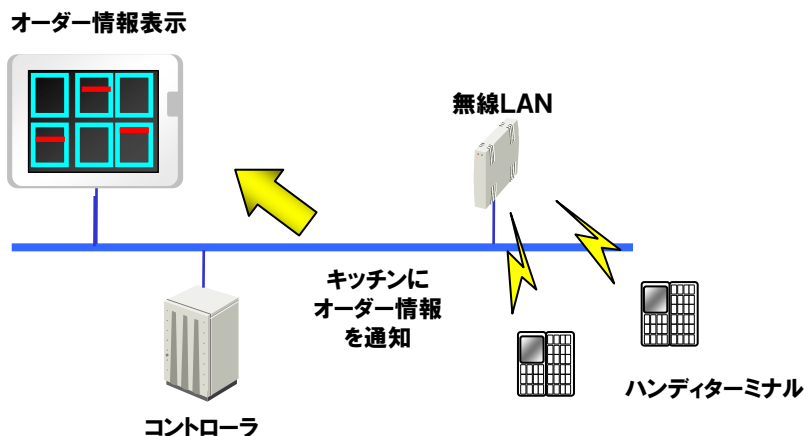 オーダー情報表示
無線LAN
キッチンに
オーダー情報
を通知
ハンディターミナル
コントローラ